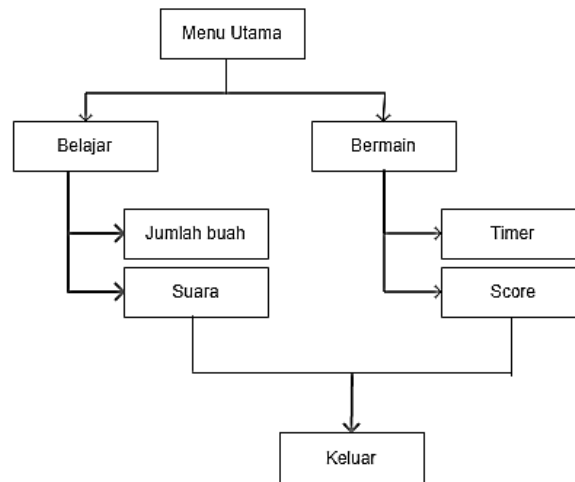 Menu Utama
Belajar
Bermain
Jumlah buah
Timer
Suara
Score
Keluar